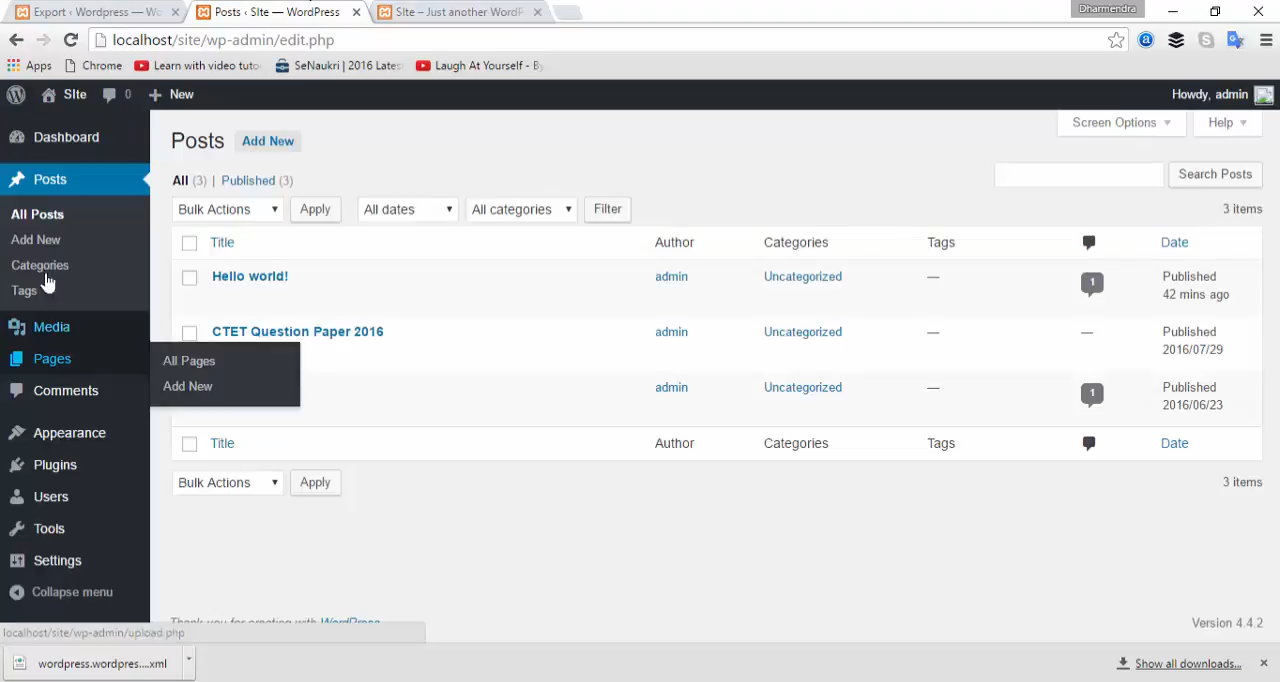 Export ‹ Wordpress — Wo
Posts ‹ SIte — WordPress
SIte – Just another WordP
Dharmendra
localhost/site/wp-admin/edit.php
Apps
Chrome
Learn with video tuto
SeNaukri | 2016 Lates
Laugh At Yourself - By
SIte
0
New
Howdy, admin
Dashboard
Posts
All Posts
Add New
Categories
Tags
Media
Pages
All Pages
Add New
Comments
Appearance
Plugins
Users
Tools
Settings
Collapse menu
Posts Add New
Screen Options
Help
All (3) | Published (3)
Search Posts
Bulk Actions
Apply
All dates
All categories
Filter
3 items
Title Author Categories Tags Date
Hello world! admin Uncategorized — 1 Published
42 mins ago
CTET Question Paper 2016 admin Uncategorized — — Published
2016/07/29
admin Uncategorized — 1 Published
2016/06/23
Title Author Categories Tags Date
Bulk Actions
Apply
3 items
Thank you for creating with WordPress
Version 4.4.2
localhost/site/wp-admin/upload.php
wordpress.wordpres....xml
Show all downloads...